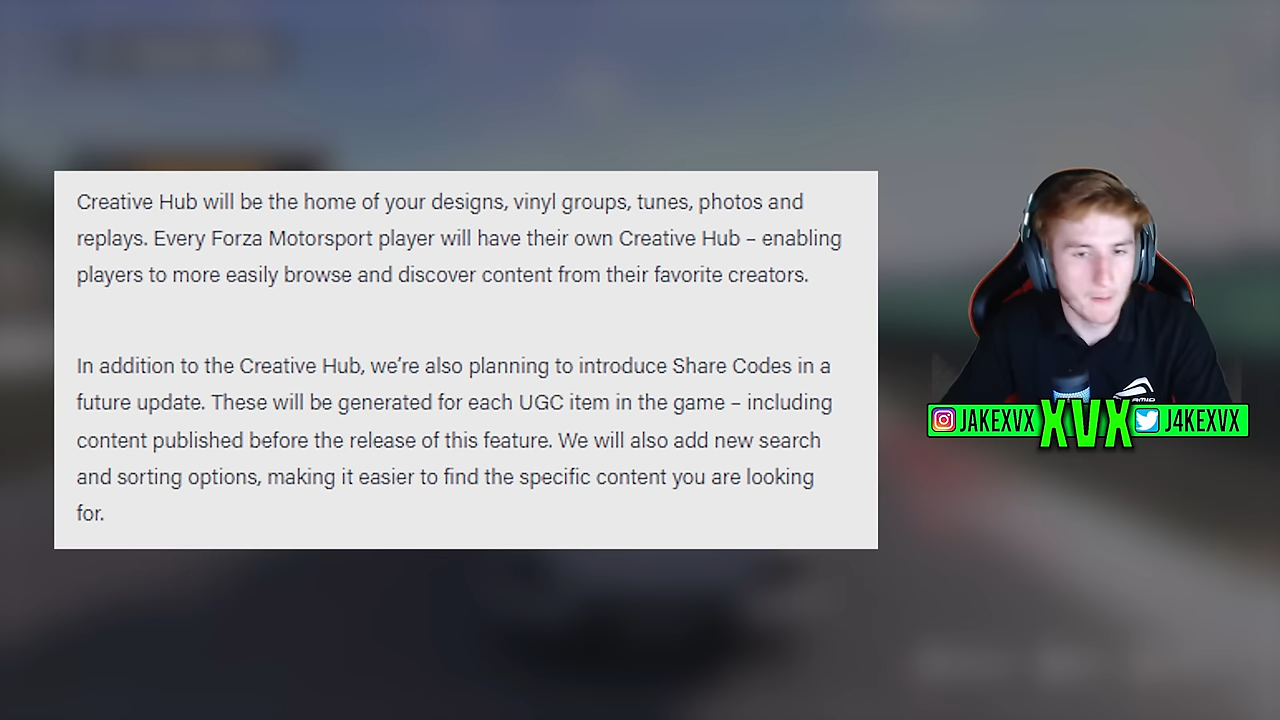 Creative Hub will be the home of your designs, vinyl groups, tunes, photos and
replays. Every Forza Motorsport player will have their own Creative Hub – enabling
players to more easily browse and discover content from their favorite creators.
In addition to the Creative Hub, we're also planning to introduce Share Codes in a
future update. These will be generated for each UGC item in the game – including
content published before the release of this feature. We will also add new search
and sorting options, making it easier to find the specific content you are looking
for.
JAKEXVX XVX J4KEXVX